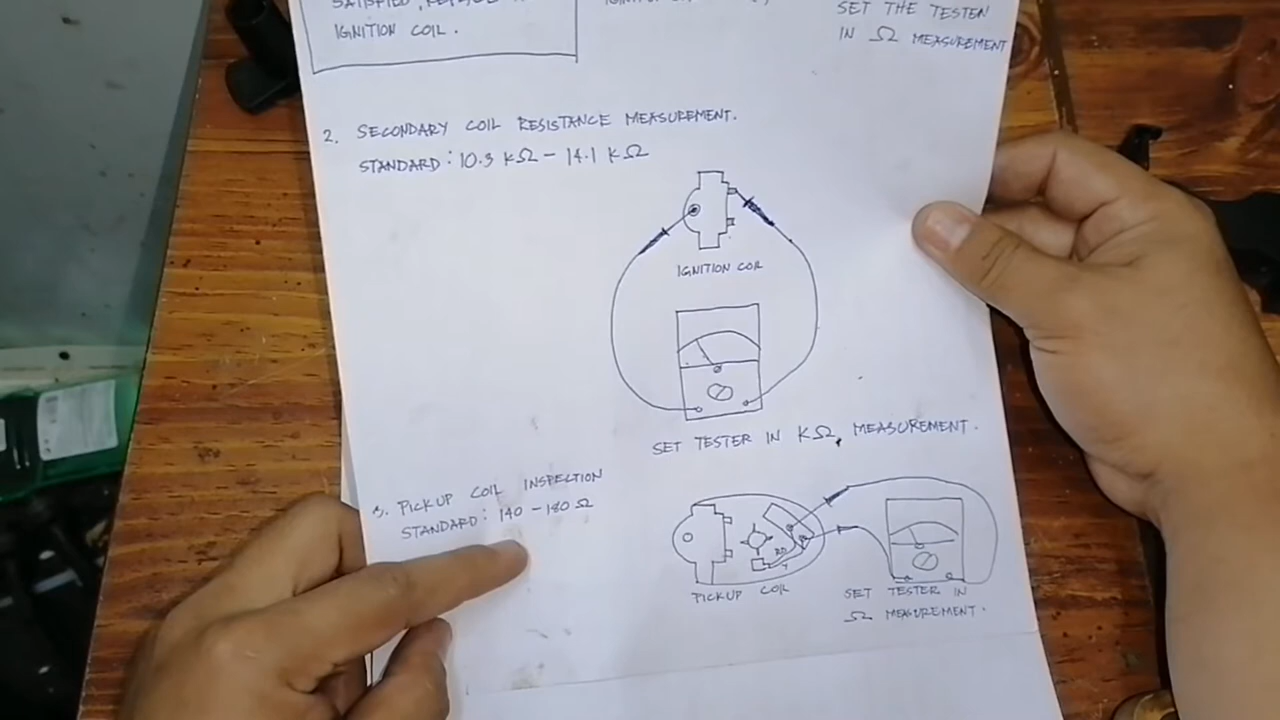 IGNITION COIL.
SET THE TESTER
IN Ω MEASUREMENT
2. SECONDARY COIL RESISTANCE MEASUREMENT.
STANDARD: 10.3 KΩ - 14.1 KΩ
IGNITION COIL
SET TESTER IN KΩ, MEASUREMENT.
3. PICKUP COIL INSPECTION
STANDARD: 140 - 180 Ω
PICKUP COIL
SET TESTER IN
Ω MEASUREMENT.